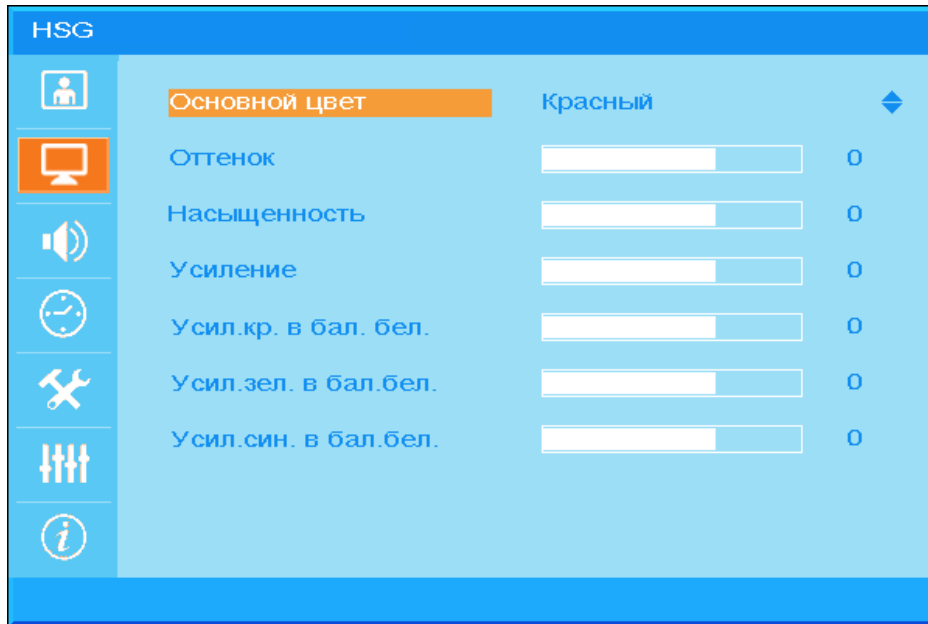 HSG
Основной цвет Красный
Оттенок 0
Насыщенность 0
Усиление 0
Усил.кр. в бал. бел. 0
Усил.зел. в бал.бел. 0
Усил.син. в бал.бел. 0